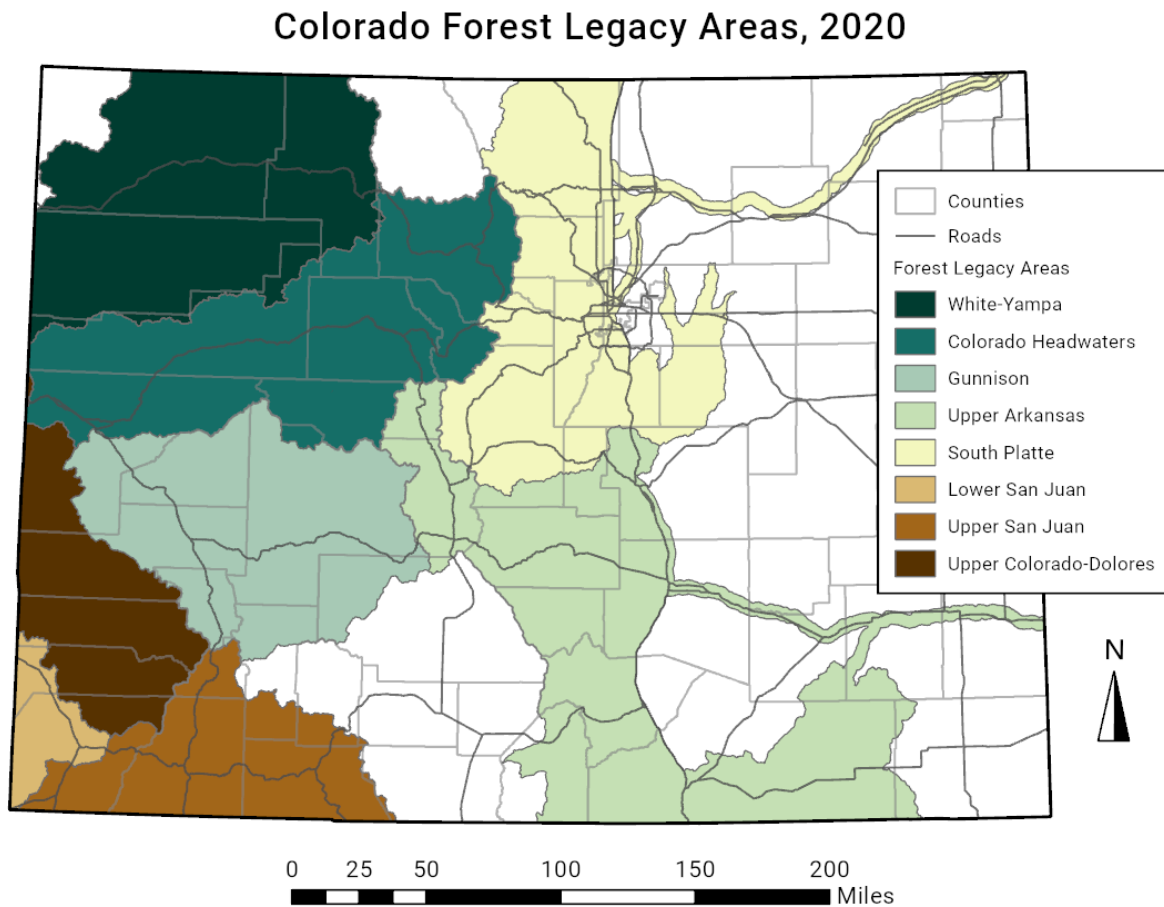 Colorado Forest Legacy Areas, 2020
Counties
Roads
Forest Legacy Areas
White-Yampa
Colorado Headwaters
Gunnison
Upper Arkansas
South Platte
Lower San Juan
Upper San Juan
Upper Colorado-Dolores
N
0 25 50 100 150 200
Miles